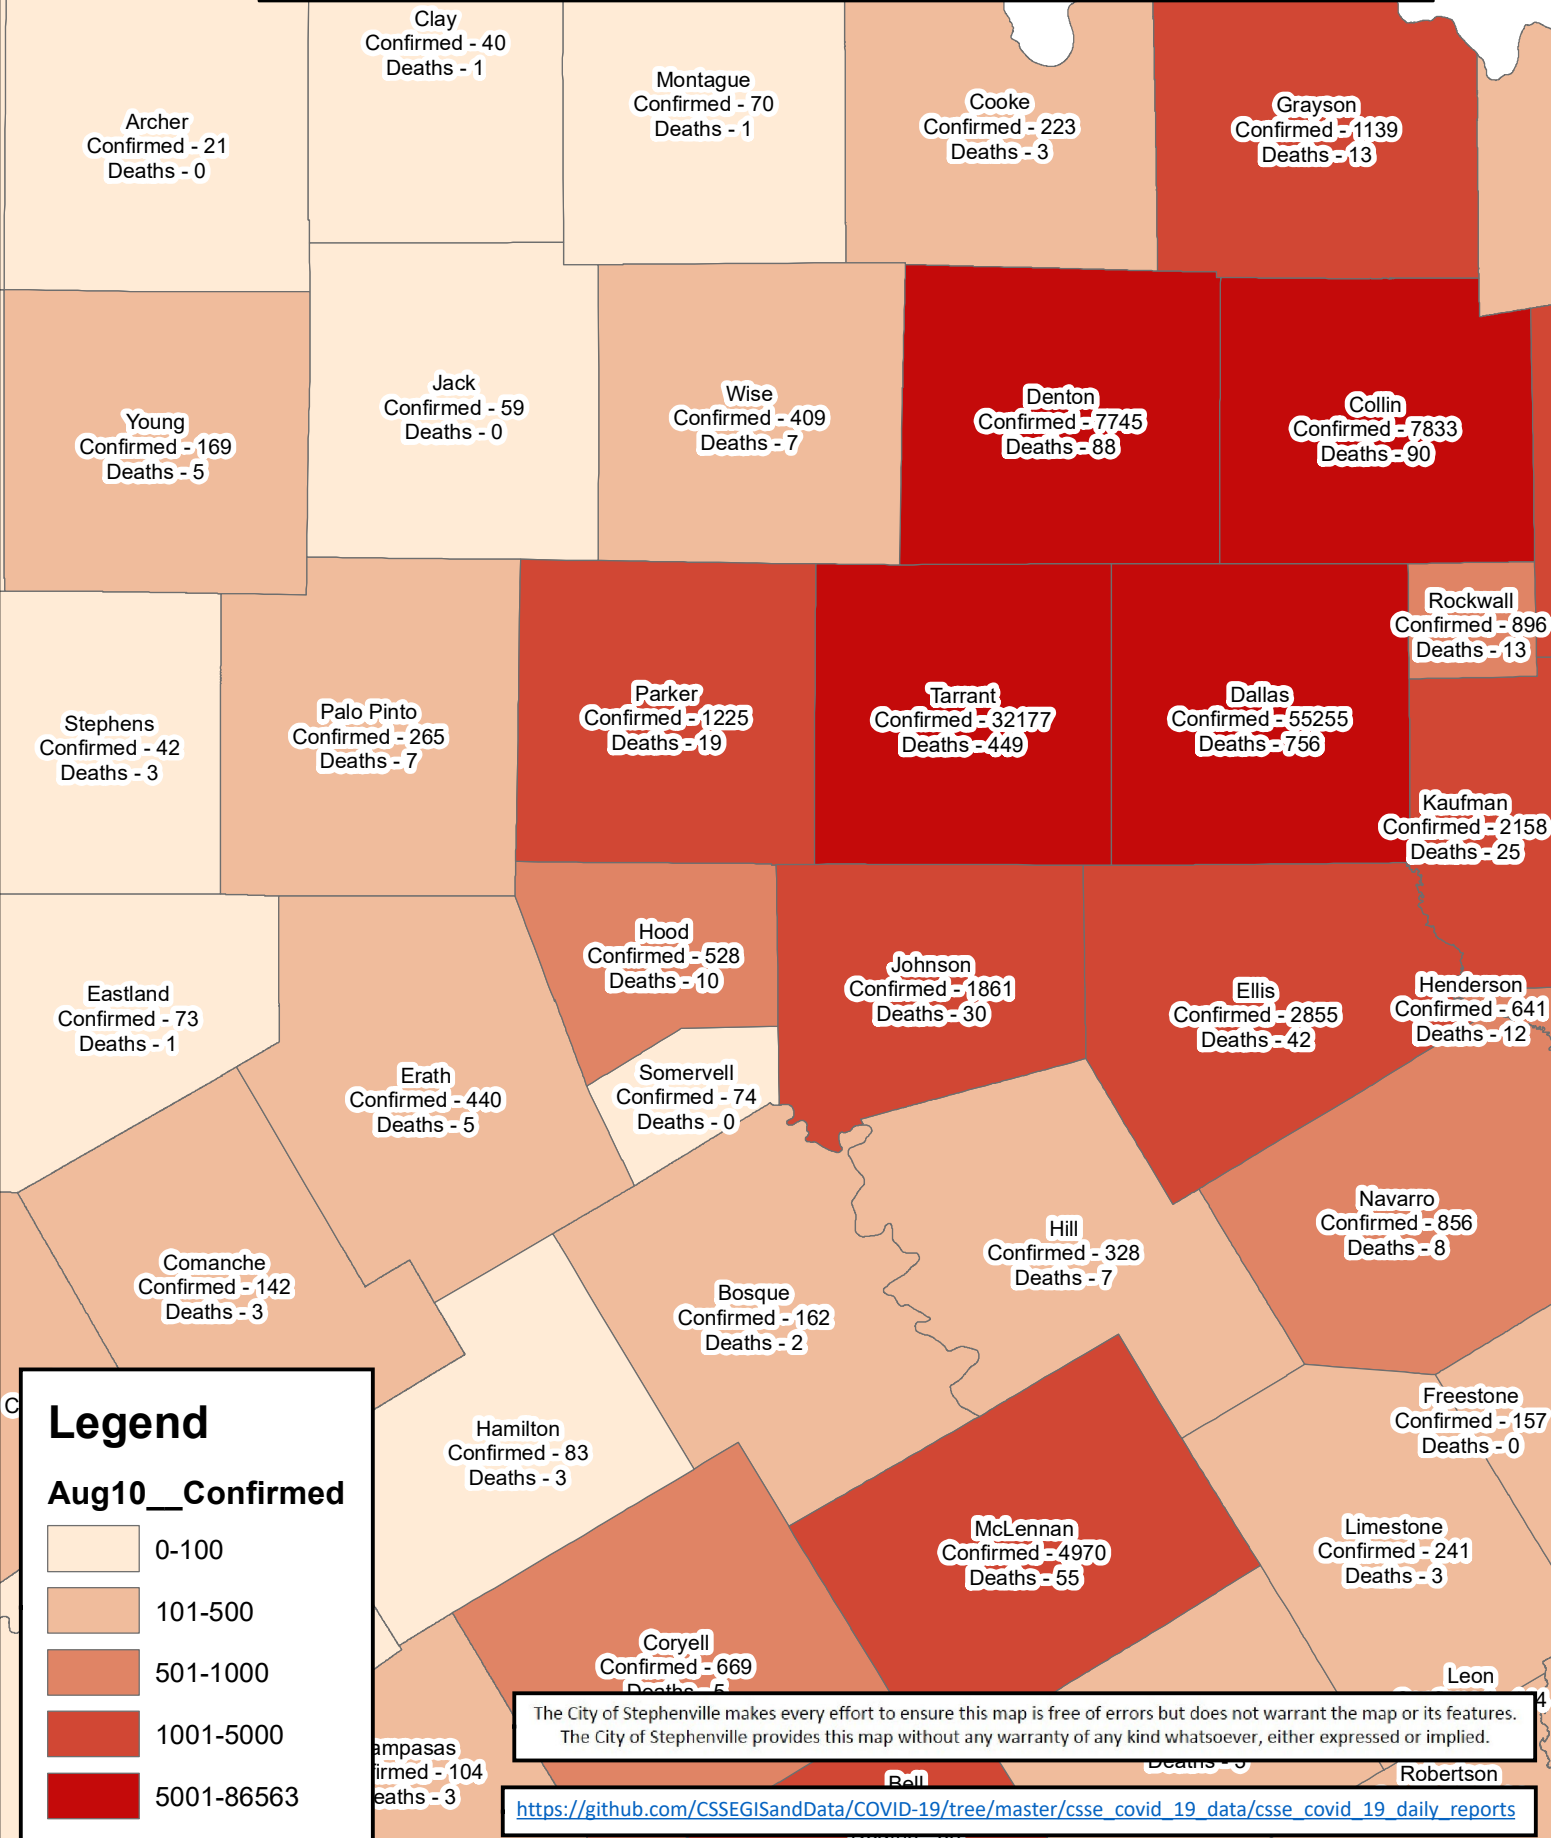 Clay
Confirmed - 40
Deaths - 1
Montague
Confirmed - 70
Deaths - 1
Cooke
Confirmed - 223
Deaths - 3
Grayson
Confirmed - 1139
Deaths - 13
Archer
Confirmed - 21
Deaths - 0
Jack
Confirmed - 59
Deaths - 0
Wise
Confirmed - 409
Deaths - 7
Denton
Confirmed - 7745
Deaths - 88
Collin
Confirmed - 7833
Deaths - 90
Young
Confirmed - 169
Deaths - 5
Rockwall
Confirmed - 896
Deaths - 13
Stephens
Confirmed - 42
Deaths - 3
Palo Pinto
Confirmed - 265
Deaths - 7
Parker
Confirmed - 1225
Deaths - 19
Tarrant
Confirmed - 32177
Deaths - 449
Dallas
Confirmed - 55255
Deaths - 756
Kaufman
Confirmed - 2158
Deaths - 25
Hood
Confirmed - 528
Deaths - 10
Johnson
Confirmed - 1861
Deaths - 30
Ellis
Confirmed - 2855
Deaths - 42
Henderson
Confirmed - 641
Deaths - 12
Eastland
Confirmed - 73
Deaths - 1
Erath
Confirmed - 440
Deaths - 5
Somervell
Confirmed - 74
Deaths - 0
Navarro
Confirmed - 856
Deaths - 8
Hill
Confirmed - 328
Deaths - 7
Comanche
Confirmed - 142
Deaths - 3
Bosque
Confirmed - 162
Deaths - 2
Freestone
Confirmed - 157
Deaths - 0
C
Hamilton
Confirmed - 83
Deaths - 3
McLennan
Confirmed - 4970
Deaths - 55
Limestone
Confirmed - 241
Deaths - 3
Coryell
Confirmed - 669
Deaths - 5
Leon
4
ampasas
firmed - 104
eaths - 3
Deaths - 3
Robertson
Bell
Legend
Aug10__Confirmed
0-100
101-500
501-1000
1001-5000
5001-86563
The City of Stephenville makes every effort to ensure this map is free of errors but does not warrant the map or its features.
The City of Stephenville provides this map without any warranty of any kind whatsoever, either expressed or implied.
https://github.com/CSSEGISandData/COVID-19/tree/master/csse_covid_19_data/csse_covid_19_daily_reports